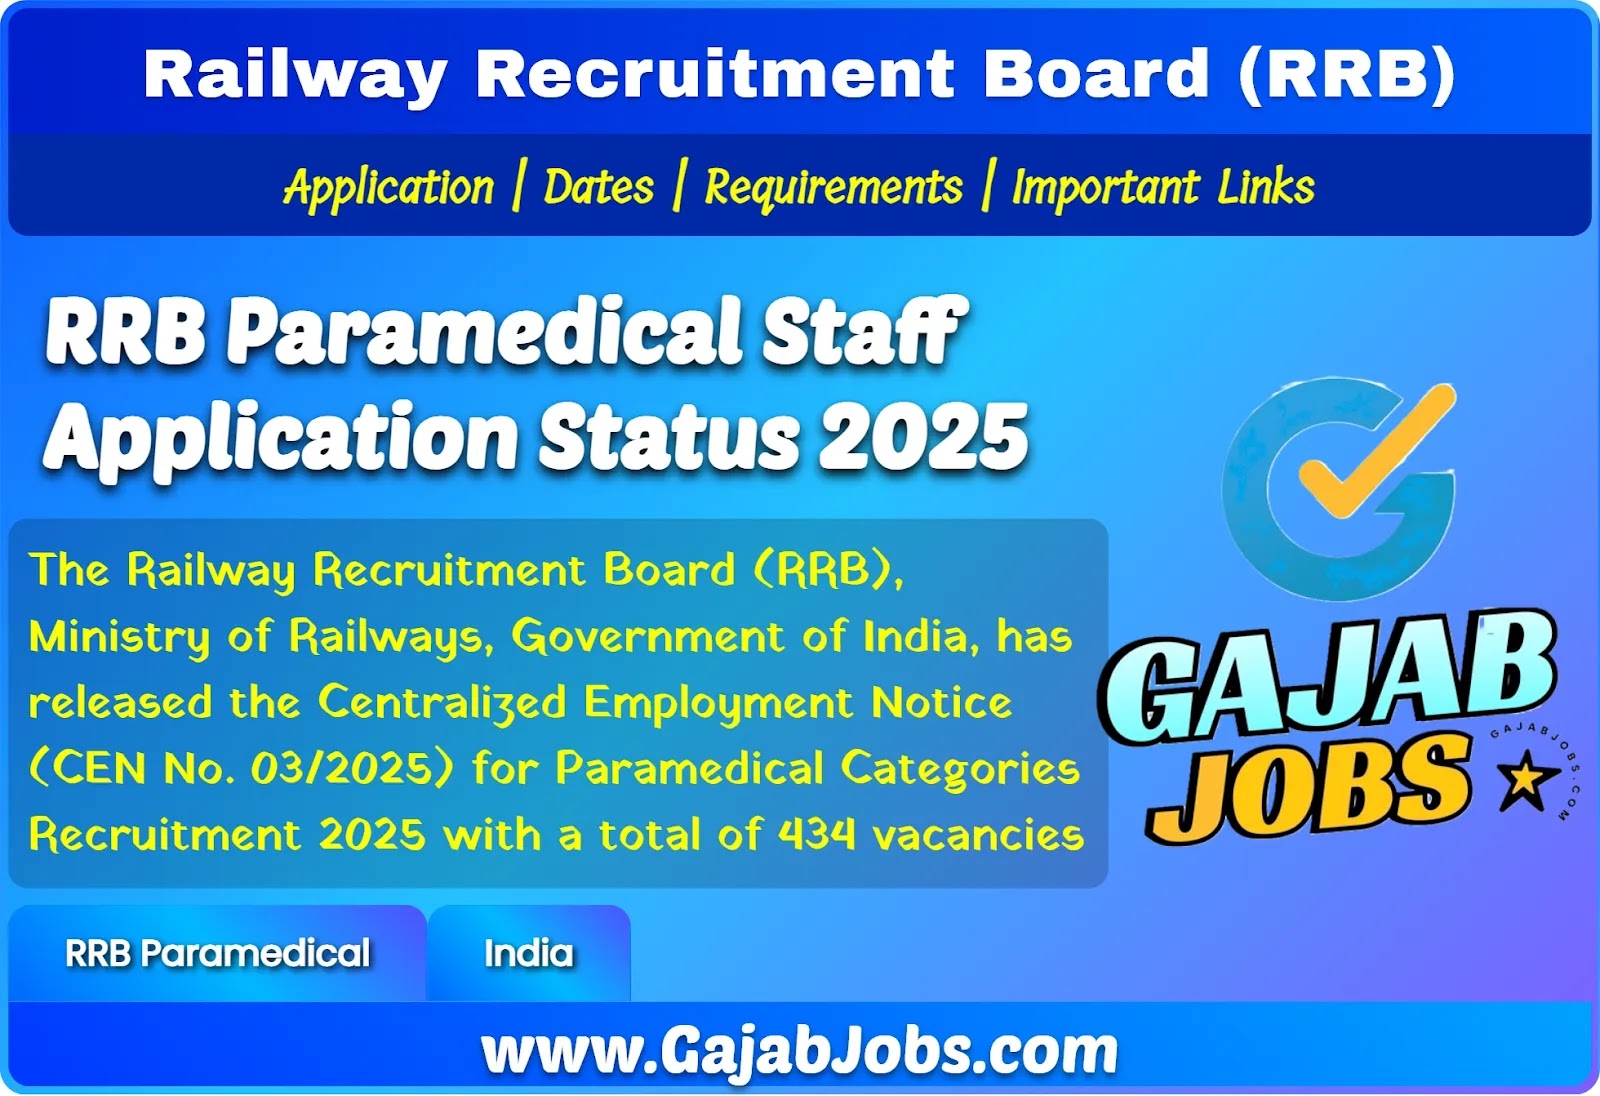 Railway Recruitment Board (RRB)
Application | Dates | Requirements | Important Links
RRB Paramedical Staff
Application Status 2025
The Railway Recruitment Board (RRB),
Ministry of Railways, Government of India, has
released the Centralized Employment Notice
(CEN No. 03/2025) for Paramedical Categories
Recruitment 2025 with a total of 434 vacancies
GAJAB
JOBS
GAJABJOBS.COM
RRB Paramedical
India
www.GajabJobs.com